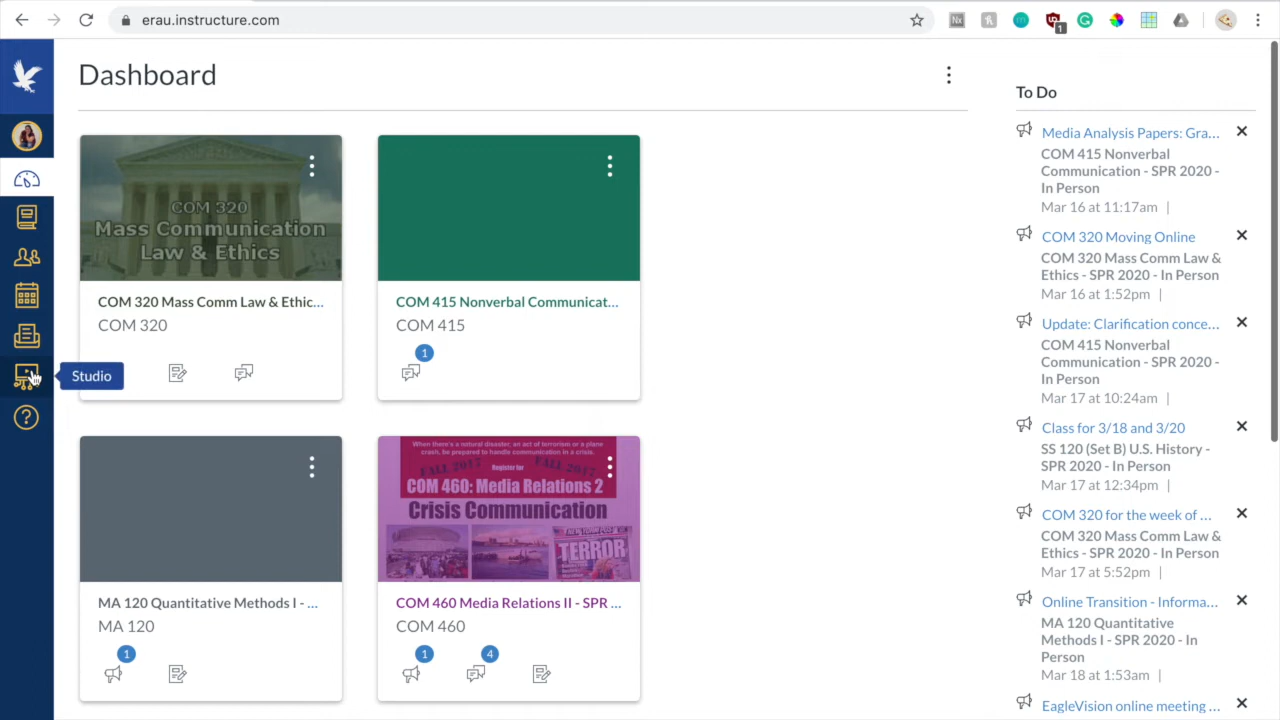 erau.instructure.com
Nx
1
Dashboard
COM 320
Mass Communication
Law & Ethics
COM 320 Mass Comm Law & Ethic...
COM 320
COM 415 Nonverbal Communicat...
COM 415
1
Studio
MA 120 Quantitative Methods I - ...
MA 120
1
When there's a natural disaster, an act of terrorism or a plane
crash, be prepared to handle communication in a crisis.
FALL 2017 Register for FALL 2017
COM 460: Media Relations 2
Crisis Communication
TERROR
COM 460 Media Relations II - SPR ...
COM 460
1
4
To Do
Media Analysis Papers: Gra...
COM 415 Nonverbal
Communication - SPR 2020 -
In Person
Mar 16 at 11:17am |
COM 320 Moving Online
COM 320 Mass Comm Law &
Ethics - SPR 2020 - In Person
Mar 16 at 1:52pm |
Update: Clarification conce...
COM 415 Nonverbal
Communication - SPR 2020 -
In Person
Mar 17 at 10:24am |
Class for 3/18 and 3/20
SS 120 (Set B) U.S. History -
SPR 2020 - In Person
Mar 17 at 12:34pm |
COM 320 for the week of ...
COM 320 Mass Comm Law &
Ethics - SPR 2020 - In Person
Mar 17 at 5:52pm |
Online Transition - Informa...
MA 120 Quantitative
Methods I - SPR 2020 - In
Person
Mar 18 at 1:53am |
EagleVision online meeting ...